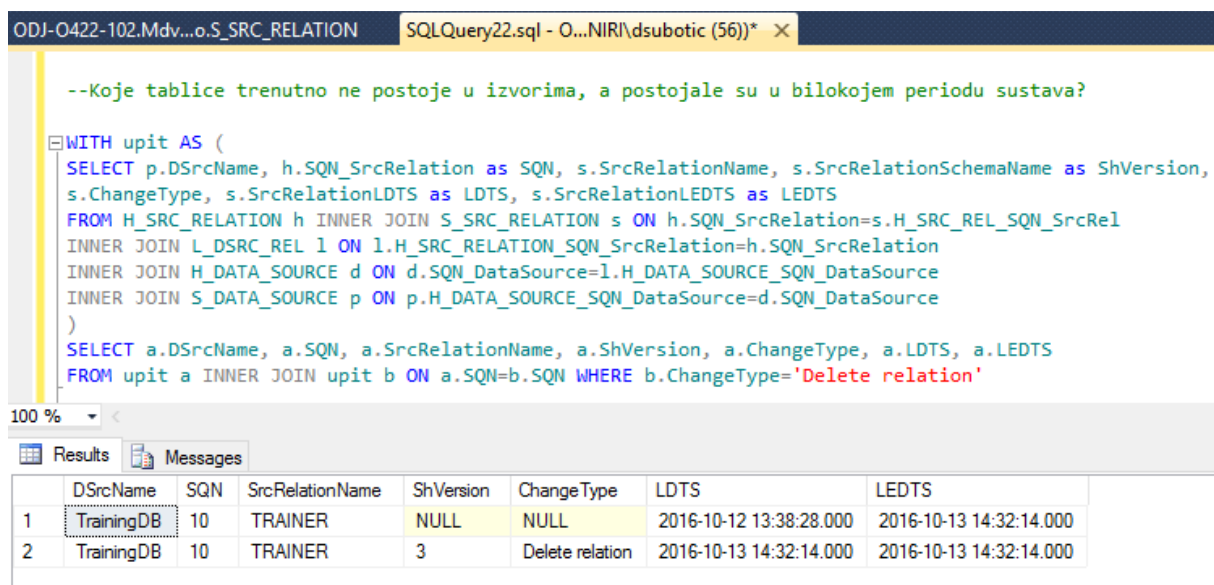 ODJ-O422-102.Mdv...o.S_SRC_RELATION SQLQuery22.sql - O...NIRI\dsubotic (56))* ×
--Koje tablice trenutno ne postoje u izvorima, a postojale su u bilokojem periodu sustava?
WITH upit AS (
SELECT p.DSrcName, h.SQN_SrcRelation as SQN, s.SrcRelationName, s.SrcRelationSchemaName as ShVersion,
s.ChangeType, s.SrcRelationLDTS as LDTS, s.SrcRelationLEDTS as LEDTS
FROM H_SRC_RELATION h INNER JOIN S_SRC_RELATION s ON h.SQN_SrcRelation=s.H_SRC_REL_SQN_SrcRel
INNER JOIN L_DSRC_REL l ON l.H_SRC_RELATION_SQN_SrcRelation=h.SQN_SrcRelation
INNER JOIN H_DATA_SOURCE d ON d.SQN_DataSource=l.H_DATA_SOURCE_SQN_DataSource
INNER JOIN S_DATA_SOURCE p ON p.H_DATA_SOURCE_SQN_DataSource=d.SQN_DataSource
)
SELECT a.DSrcName, a.SQN, a.SrcRelationName, a.ShVersion, a.ChangeType, a.LDTS, a.LEDTS
FROM upit a INNER JOIN upit b ON a.SQN=b.SQN WHERE b.ChangeType='Delete relation'
100 %
Results Messages
DSrcName SQN SrcRelationName ShVersion ChangeType LDTS LEDTS
1 TrainingDB 10 TRAINER NULL NULL 2016-10-12 13:38:28.000 2016-10-13 14:32:14.000
2 TrainingDB 10 TRAINER 3 Delete relation 2016-10-13 14:32:14.000 2016-10-13 14:32:14.000